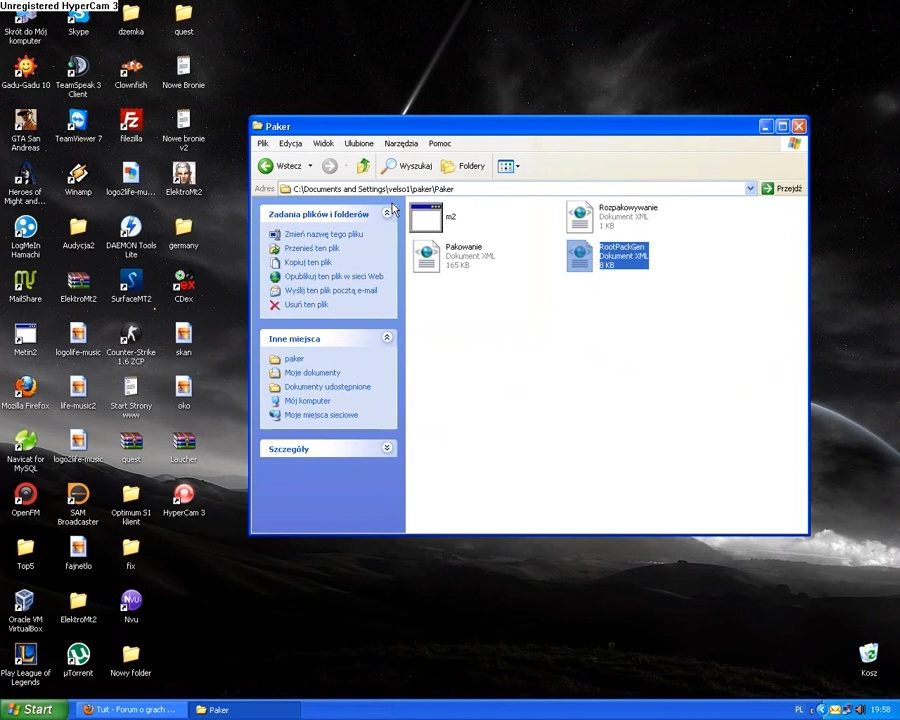 Unregistered HyperCam 3
Skrót do Mój
komputer
Skype
dzemka
quest
Gadu-Gadu 10
TeamSpeak 3
Client
Clownfish
Nowe Bronie
GTA San
Andreas
TeamViewer 7
filezilla
Nowe bronie
v2
Heroes of
Might and...
Winamp
logo2life-mu...
ElektroMt2
LogMeIn
Hamachi
Audycja2
DAEMON Tools
Lite
germany
MailShare
ElektroMt2
SurfaceMT2
CDex
Metin2
logolife-music
Counter-Strike
1.6 ZCP
skan
Mozilla Firefox
life-music2
Start Strony
www
oko
Navicat for
MySQL
logo2life-music
quest
Laucher
OpenFM
SAM
Broadcaster
Optimum S1
klient
HyperCam 3
Top5
fajnetlo
fix
Oracle VM
VirtualBox
ElektroMt2
Nvu
Play League of
Legends
µTorrent
Nowy folder
Kosz
Paker
Plik Edycja Widok Ulubione Narzędzia Pomoc
Wstecz Wyszukaj Foldery
Adres C:\Documents and Settings\velso1\paker\Paker Przejdź
Zadania plików i folderów
Zmień nazwę tego pliku
Przenieś ten plik
Kopiuj ten plik
Opublikuj ten plik w sieci Web
Wyślij ten plik pocztą e-mail
Usuń ten plik
Inne miejsca
paker
Moje dokumenty
Dokumenty udostępnione
Mój komputer
Moje miejsca sieciowe
Szczegóły
m2
Rozpakowywanie
Dokument XML
1 KB
Pakowanie
Dokument XML
165 KB
RootPackGen
Dokument XML
8 KB
Start
Tuit - Forum o grach ...
Paker
PL
19:58